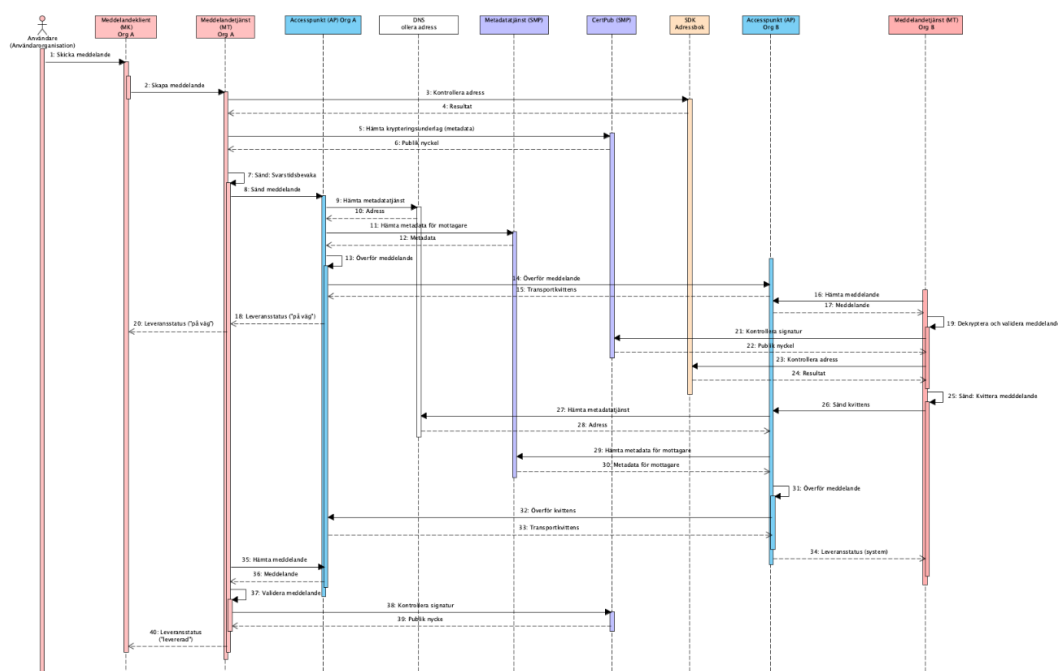 Meddelandeklient
(MK)
Org A
Meddelandetjänst
(MT)
Org A
Accesspunkt (AP) Org A
DNS
ollera adress
Metadatatjänst (SMP)
CertPub (SMP)
SDK
Adressbok
Accesspunkt (AP)
Org B
Meddelandetjänst (MT)
Org B
Användare
(Användarorganisation)
1: Skicka meddelande
2: Skapa meddelande
3: Kontrollera adress
4: Resultat
5: Hämta krypteringsunderlag (metadata)
6: Publik nyckel
7: Sänd: Svarstidsbevaka
8: Sänd meddelande
9: Hämta metadatatjänst
10: Adress
11: Hämta metadata för mottagare
12: Metadata
13: Överför meddelande
14: Överför meddelande
15: Transportkvittens
16: Hämta meddelande
17: Meddelande
18: Leveransstatus ("på väg")
19: Dekryptera och validera meddeland
20: Leveransstatus ("på väg")
21: Kontrollera signatur
22: Publik nyckel
23: Kontrollera adress
24: Resultat
25: Sänd: Kvittera medddelande
26: Sänd kvittens
27: Hämta metadatatjänst
28: Adress
29: Hämta metadata för mottagare
30: Metadata för mottagare
31: Överför meddelande
32: Överför kvittens
33: Transportkvittens
34: Leveransstatus (system)
35: Hämta meddelande
36: Meddelande
37: Validera meddelande
38: Kontrollera signatur
39: Publik nycke
40: Leveransstatus
"levererad")